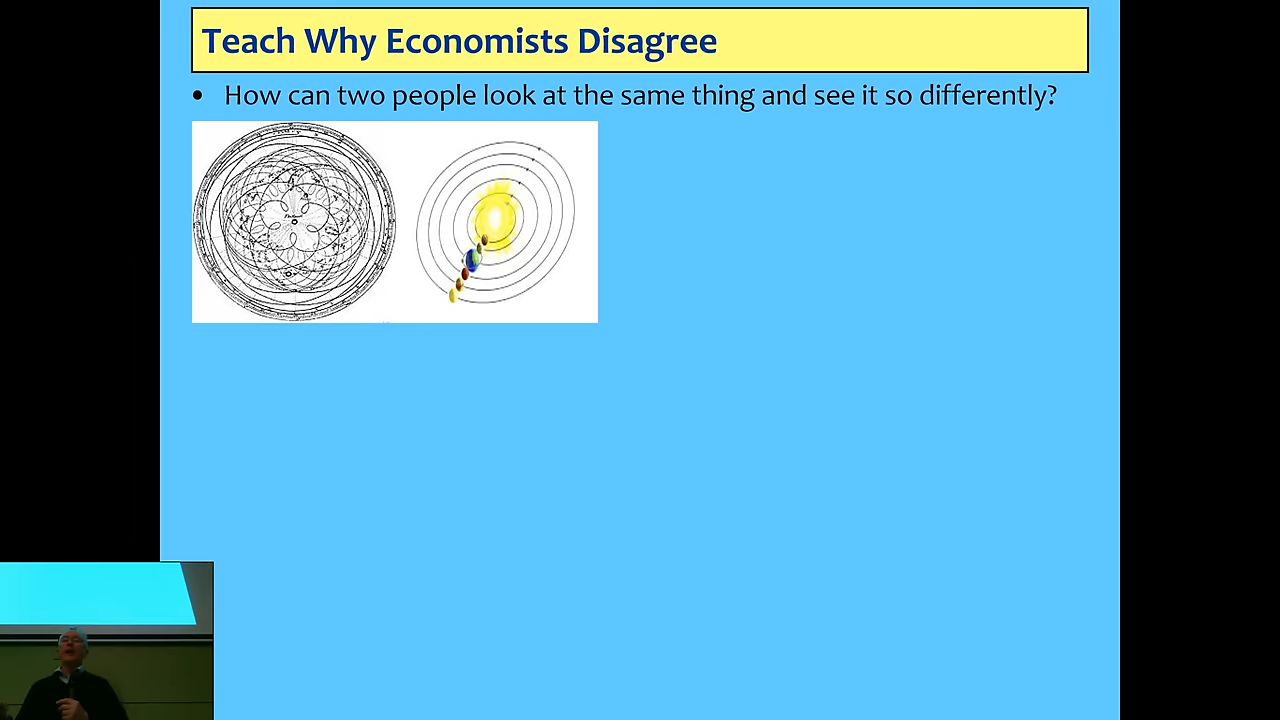 Teach Why Economists Disagree
• How can two people look at the same thing and see it so differently?